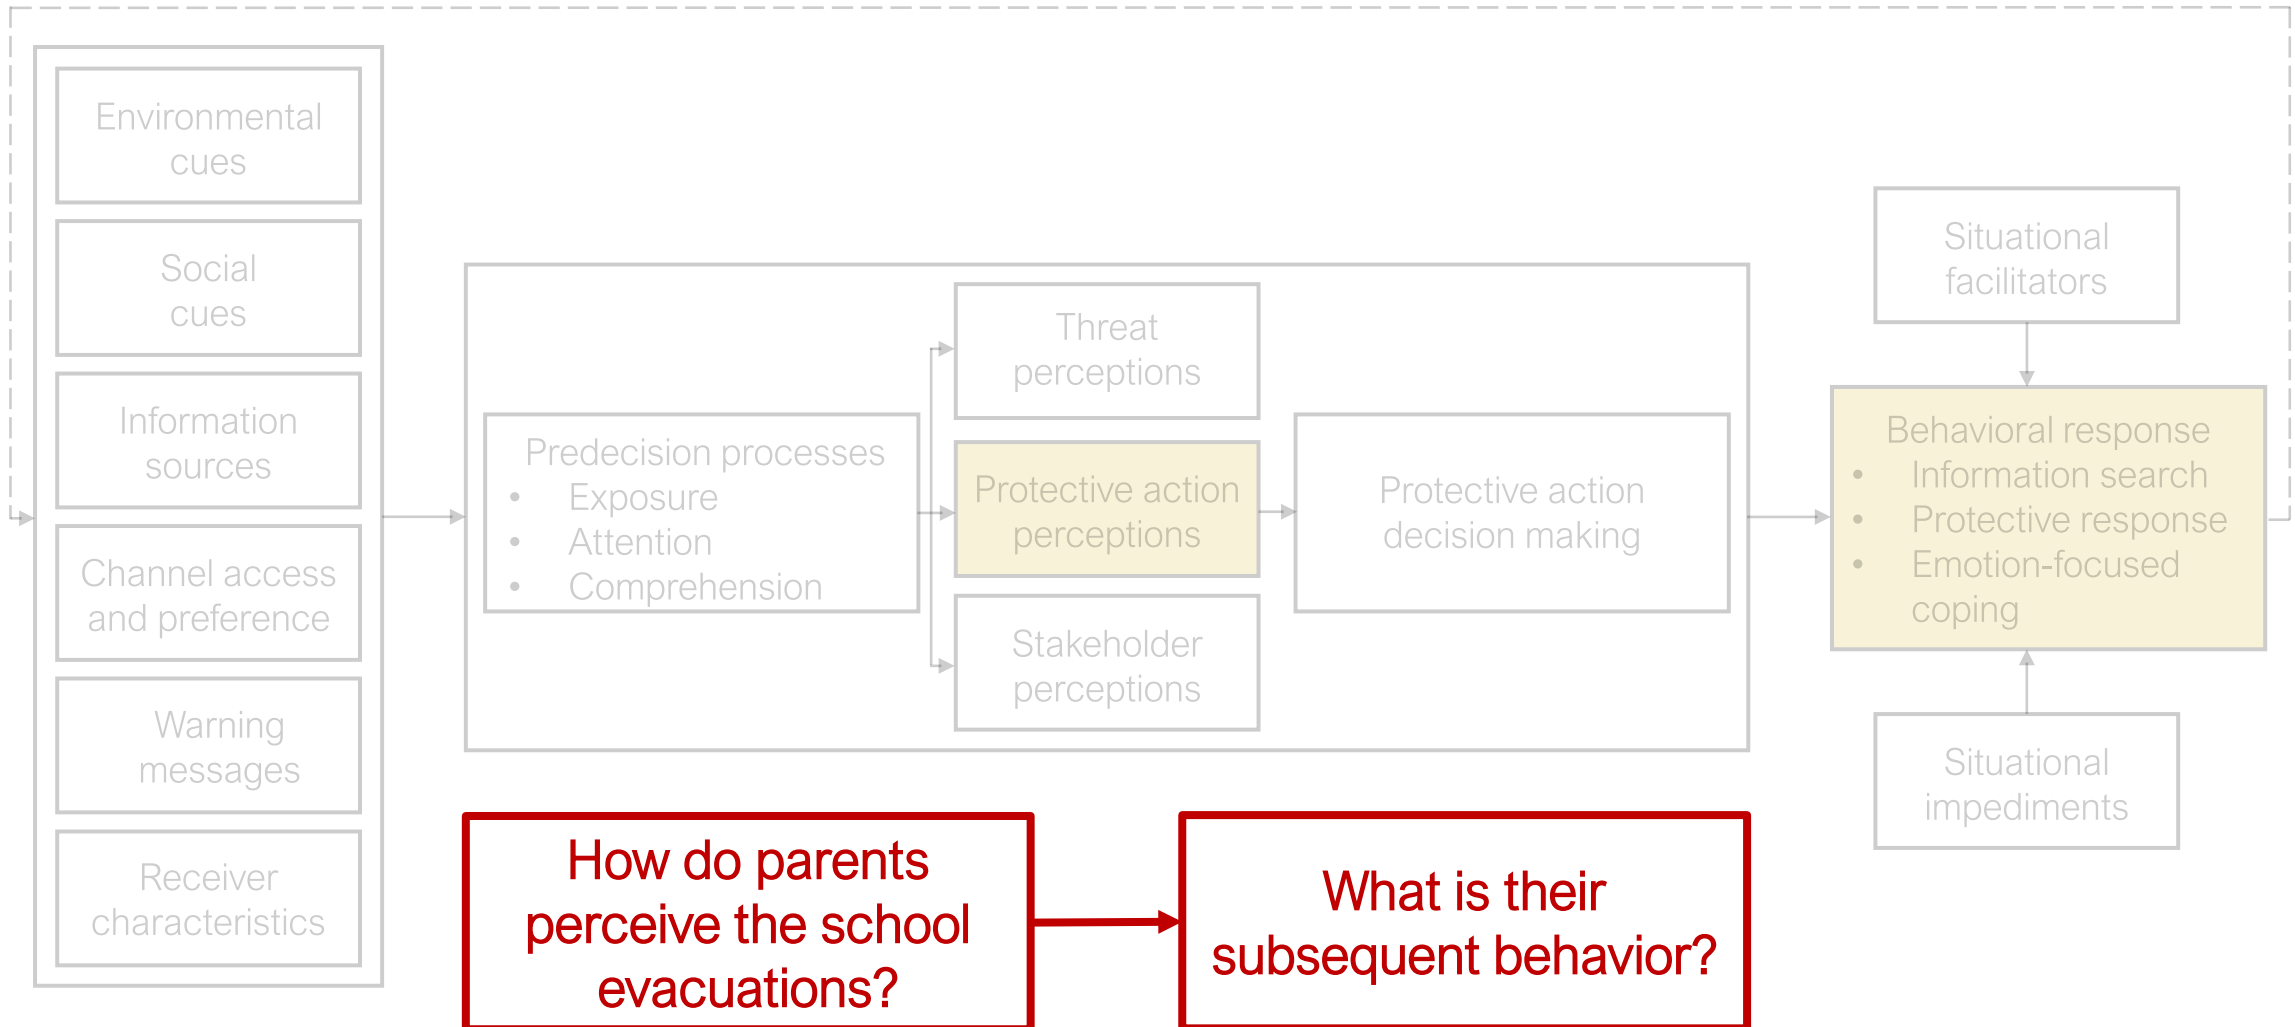 Environmental
cues
Social
cues
Information
sources
Channel access
and preference
Warning
messages
Receiver
characteristics
Predecision processes
• Exposure
• Attention
• Comprehension
Threat
perceptions
Protective action
perceptions
Stakeholder
perceptions
Protective action
decision making
Situational
facilitators
Behavioral response
• Information search
• Protective response
• Emotion-focused
coping
Situational
impediments
How do parents
perceive the school
evacuations?
What is their
subsequent behavior?